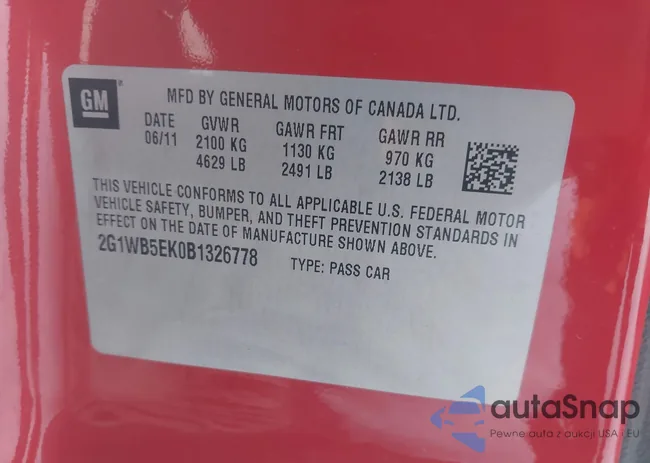 GM
MFD BY GENERAL MOTORS OF CANADA LTD.
DATE GVWR GAWR FRT GAWR RR
06/11 2100 KG 1130 KG 970 KG
4629 LB 2491 LB 2138 LB
THIS VEHICLE CONFORMS TO ALL APPLICABLE U.S. FEDERAL MOTOR
VEHICLE SAFETY, BUMPER, AND THEFT PREVENTION STANDARDS IN
EFFECT ON THE DATE OF MANUFACTURE SHOWN ABOVE.
2G1WB5EK0B1326778 TYPE: PASS CAR
autaSnap
Pewne auta z aukcji USA i EU